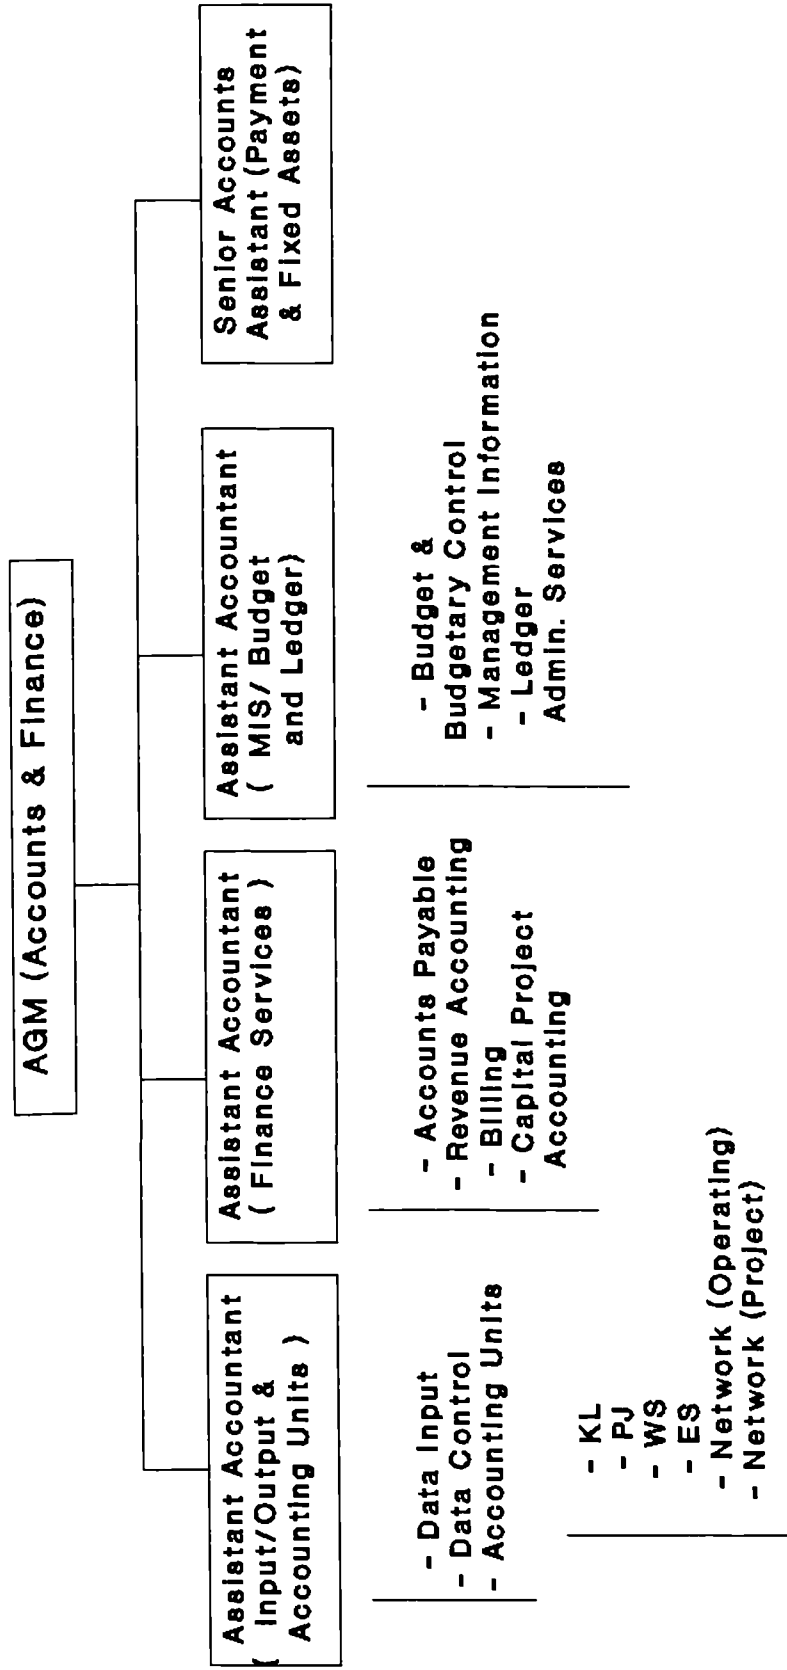 AGM (Accounts & Finance)
Assistant Accountant
( Input/Output &
Accounting Units )
- Data Input
- Data Control
- Accounting Units
- KL
- PJ
- WS
- ES
- Network (Operating)
- Network (Project)
Assistant Accountant
( Finance Services )
- Accounts Payable
- Revenue Accounting
- Billing
- Capital Project
Accounting
Assistant Accountant
( MIS/ Budget
and Ledger)
- Budget &
Budgetary Control
- Management Information
- Ledger
Admin. Services
Senior Accounts
Assistant (Payment
& Fixed Assets)